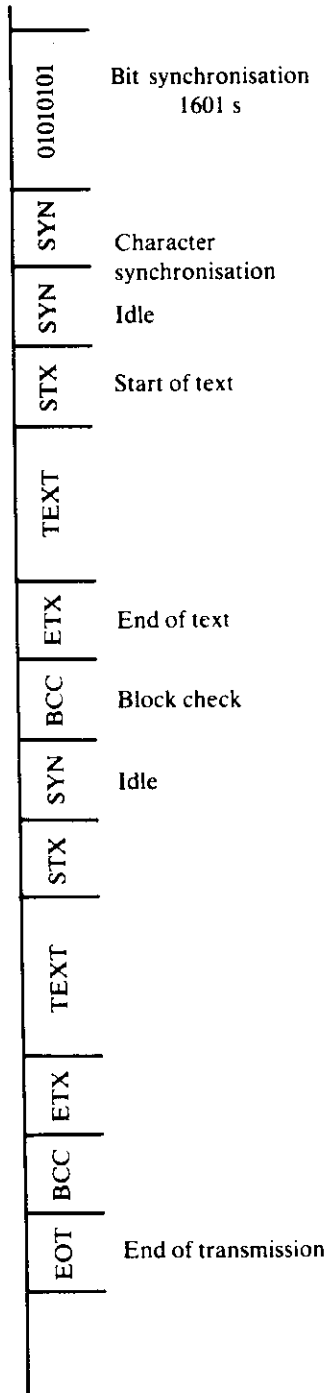 01010101
Bit synchronisation
1601 s
SYN
Character
synchronisation
SYN
Idle
STX
Start of text
TEXT
ETX
End of text
BCC
Block check
SYN
Idle
STX
TEXT
ETX
BCC
EOT
End of transmission